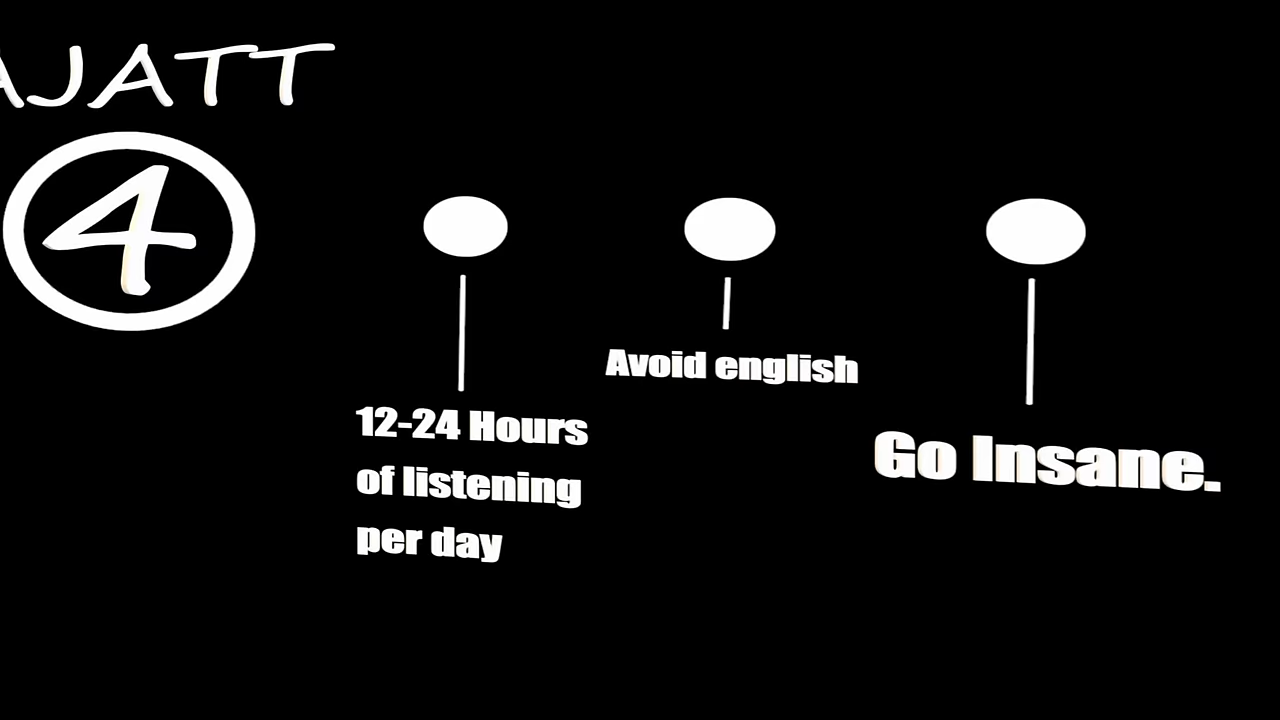 AJATT
4
12-24 Hours
of listening
per day
Avoid english
Go Insane.